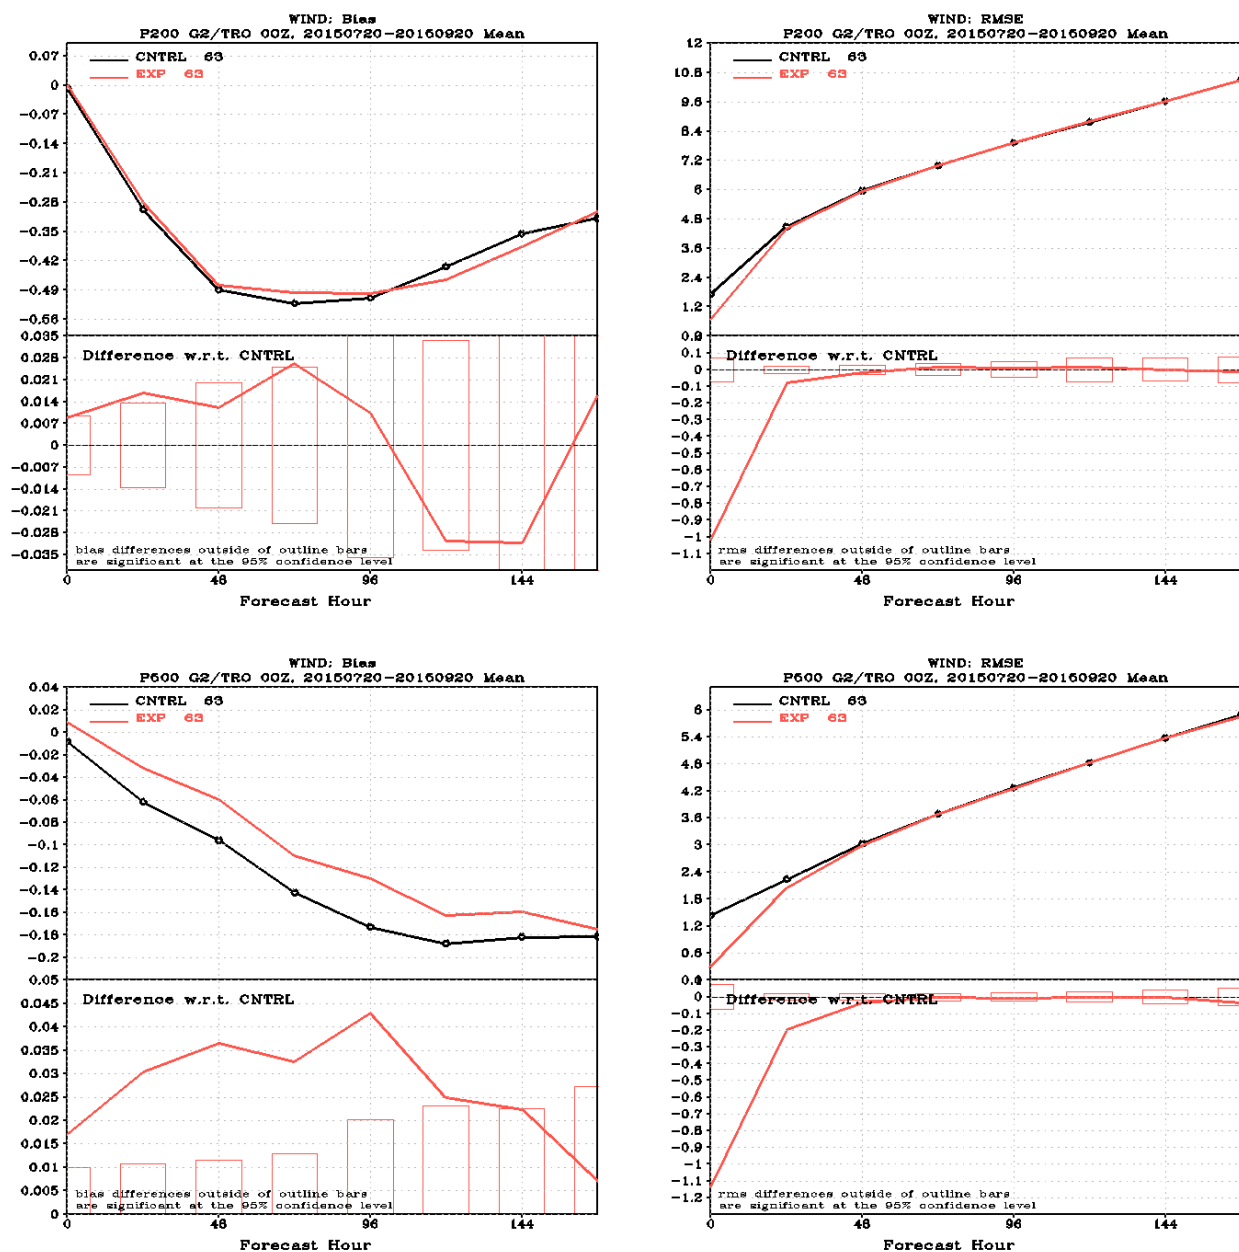 WIND: Bias
P200 G2/TRO 00Z, 20150720-20160920 Mean
CNTRL 63
EXP 63
0.07
0
-0.07
-0.14
-0.21
-0.28
-0.35
-0.42
-0.49
-0.56
0.035
Difference w.r.t. CNTRL
0.028
0.021
0.014
0.007
0
-0.007
-0.014
-0.021
-0.028
-0.035
bias differences outside of outline bars
are significant at the 95% confidence level
0 48 96 144
Forecast Hour
WIND: RMSE
P200 G2/TRO 00Z, 20150720-20160920 Mean
12
CNTRL 63
EXP 63
10.8
9.6
8.4
7.2
6
4.8
3.6
2.4
1.2
Difference w.r.t. CNTRL
0.1
0
-0.1
-0.2
-0.3
-0.4
-0.5
-0.6
-0.7
-0.8
-0.9
-1
-1.1
rms differences outside of outline bars
are significant at the 95% confidence level
0 48 96 144
Forecast Hour
WIND: Bias
P500 G2/TRO 00Z, 20150720-20160920 Mean
0.04
CNTRL 63
EXP 63
0.02
0
-0.02
-0.04
-0.06
-0.08
-0.1
-0.12
-0.14
-0.16
-0.18
-0.2
0.05
Difference w.r.t. CNTRL
0.045
0.04
0.035
0.03
0.025
0.02
0.015
0.01
0.005
0
bias differences outside of outline bars
are significant at the 95% confidence level
0 48 96 144
Forecast Hour
WIND: RMSE
P500 G2/TRO 00Z, 20150720-20160920 Mean
CNTRL 63
EXP 63
6
5.4
4.8
4.2
3.6
3
2.4
1.8
1.2
0.6
Difference w.r.t. CNTRL
0
-0.1
-0.2
-0.3
-0.4
-0.5
-0.6
-0.7
-0.8
-0.9
-1
-1.1
-1.2
rms differences outside of outline bars
are significant at the 95% confidence level
0 48 96 144
Forecast Hour